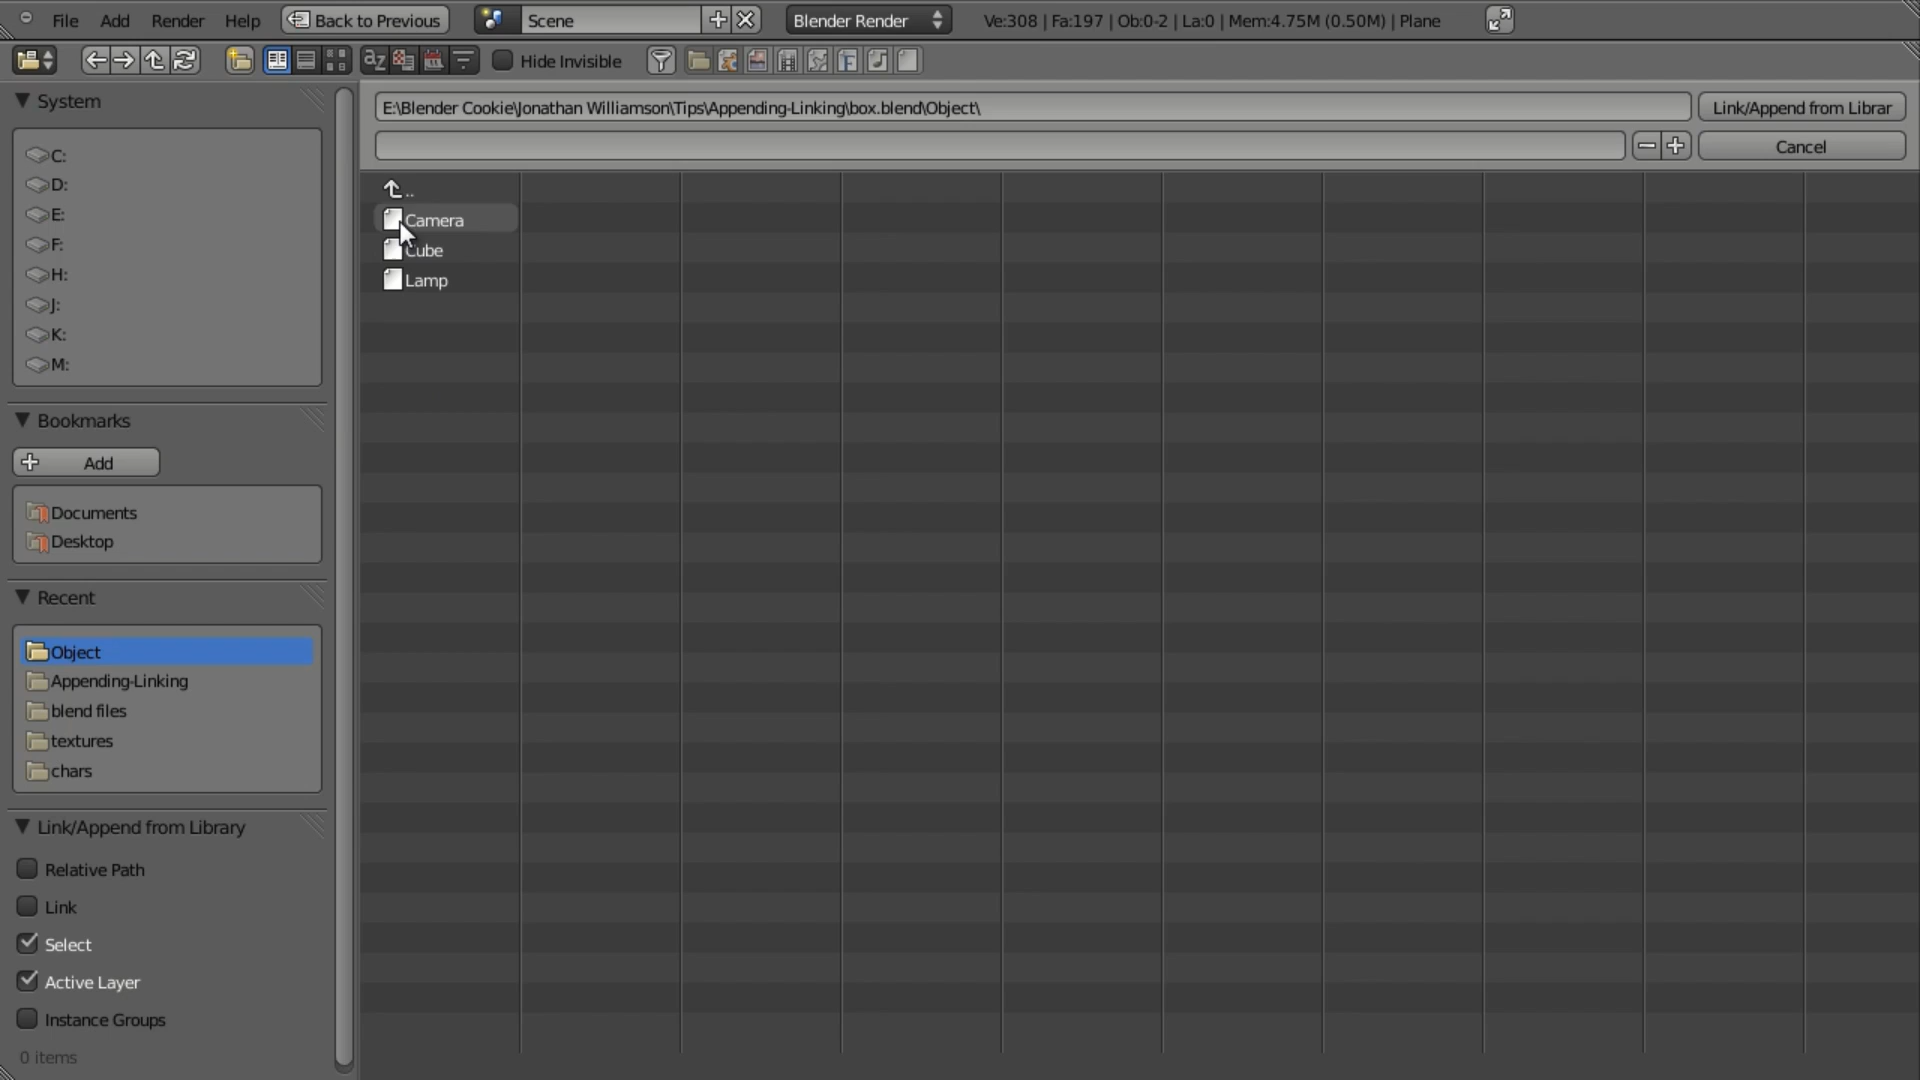 File Add Render Help Back to Previous Scene Blender Render Ve:308 | Fa:197 | Ob:0-2 | La:0 | Mem:4.75M (0.50M) | Plane
Hide Invisible
System
C:
D:
E:
F:
H:
J:
K:
M:
Bookmarks
Add
Documents
Desktop
Recent
Object
Appending-Linking
blend files
textures
chars
Link/Append from Library
Relative Path
Link
Select
Active Layer
Instance Groups
0 items
E:\Blender Cookie\Jonathan Williamson\Tips\Appending-Linking\box.blend\Object\ Link/Append from Librar
Cancel
..
Camera
Cube
Lamp